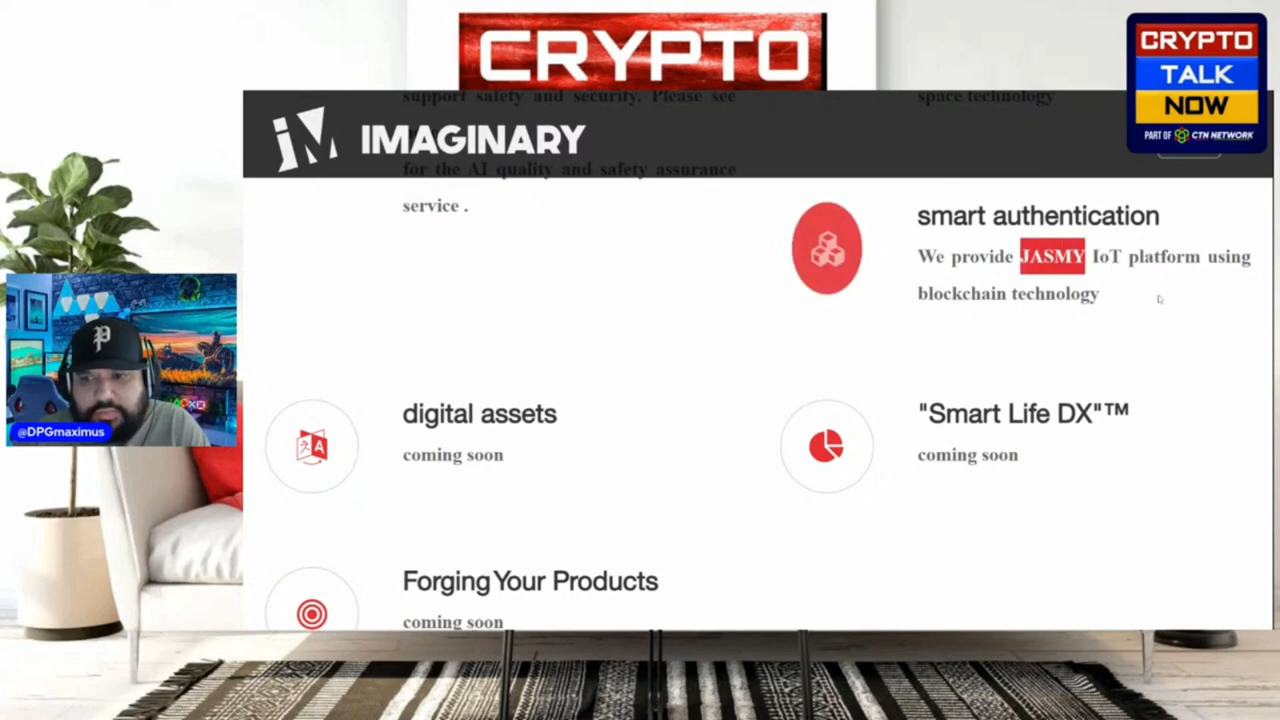 CRYPTO
CRYPTO
TALK
NOW
PART OF CTN NETWORK
support safety and security. Please see
space technology
IMAGINARY
for the AI quality and safety assurance
service .
smart authentication
We provide JASMY IoT platform using
blockchain technology
@DPGmaximus
digital assets
coming soon
"Smart Life DX"™
coming soon
Forging Your Products
coming soon